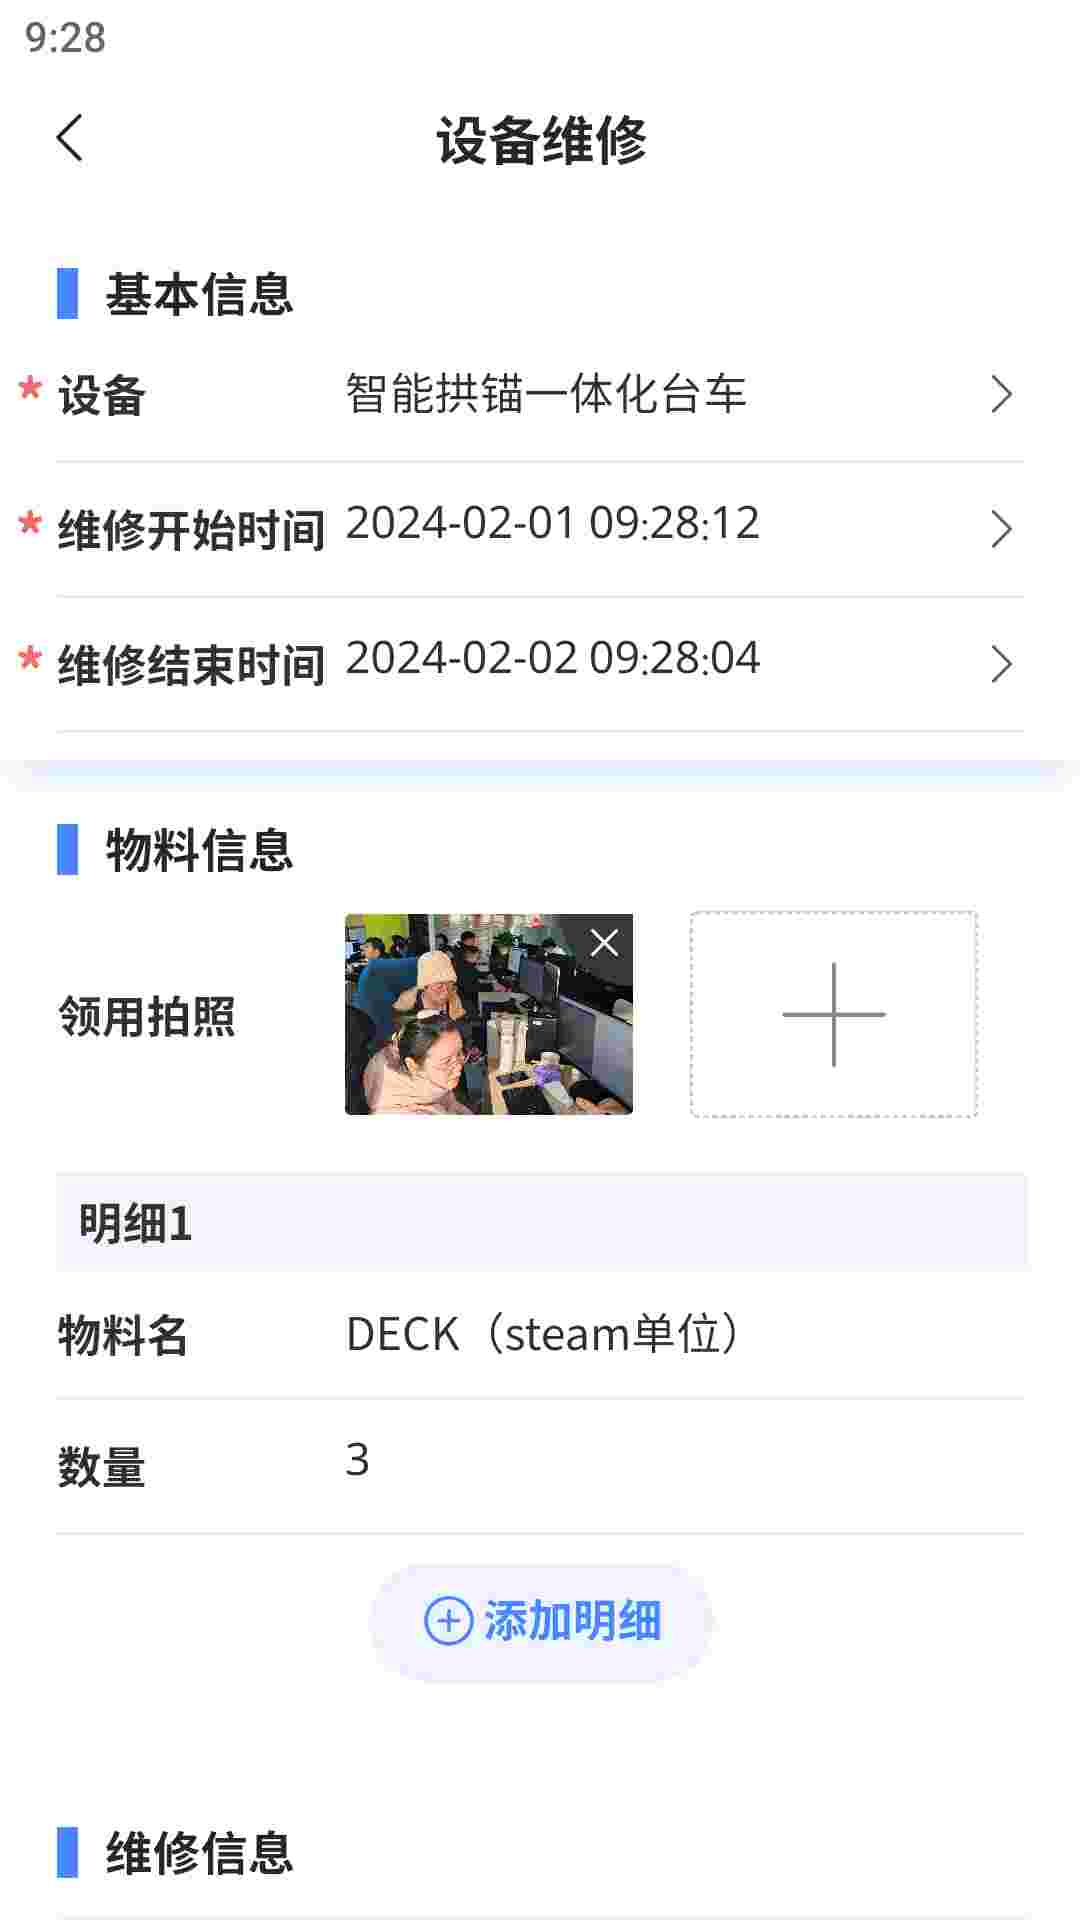 9:28
设备维修
基本信息
* 设备 智能拱锚一体化台车
* 维修开始时间 2024-02-01 09:28:12
* 维修结束时间 2024-02-02 09:28:04
物料信息
领用拍照
明细1
物料名 DECK（steam单位）
数量 3
添加明细
维修信息